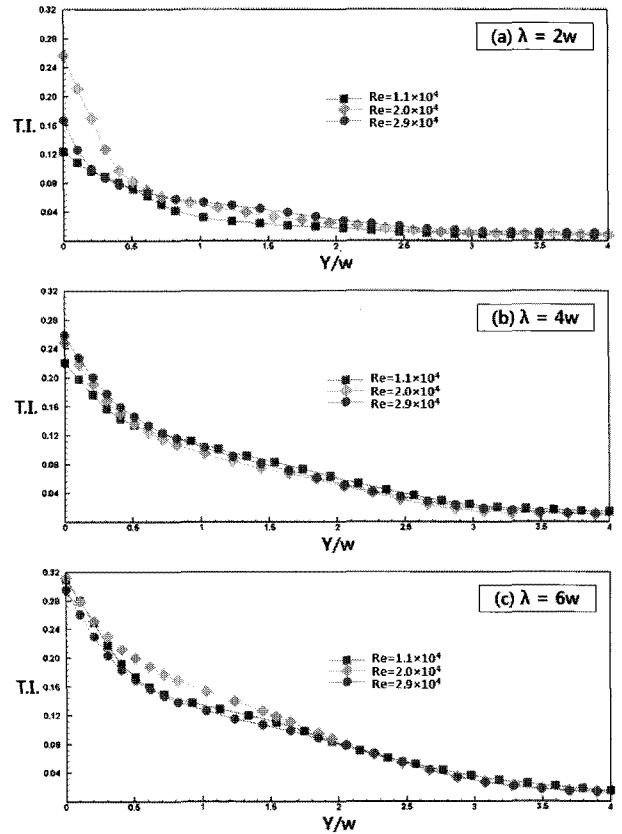 0.32
(a) λ = 2w
0.28
0.24
0.20
Re=1.1×10⁴
Re=2.0×10⁴
Re=2.9×10⁴
0.16
T.I.
0.12
0.08
0.04
0 0.5 1 1.5 2 2.5 3 3.5 4
Y/w
0.32
(b) λ = 4w
0.28
0.24
0.20
Re=1.1×10⁴
Re=2.0×10⁴
Re=2.9×10⁴
0.16
T.I.
0.12
0.08
0.04
0 0.5 1 1.5 2 2.5 3 3.5 4
Y/w
0.32
(c) λ = 6w
0.28
0.24
0.20
Re=1.1×10⁴
Re=2.0×10⁴
Re=2.9×10⁴
0.16
T.I.
0.12
0.08
0.04
0 0.5 1 1.5 2 2.5 3 3.5 4
Y/w